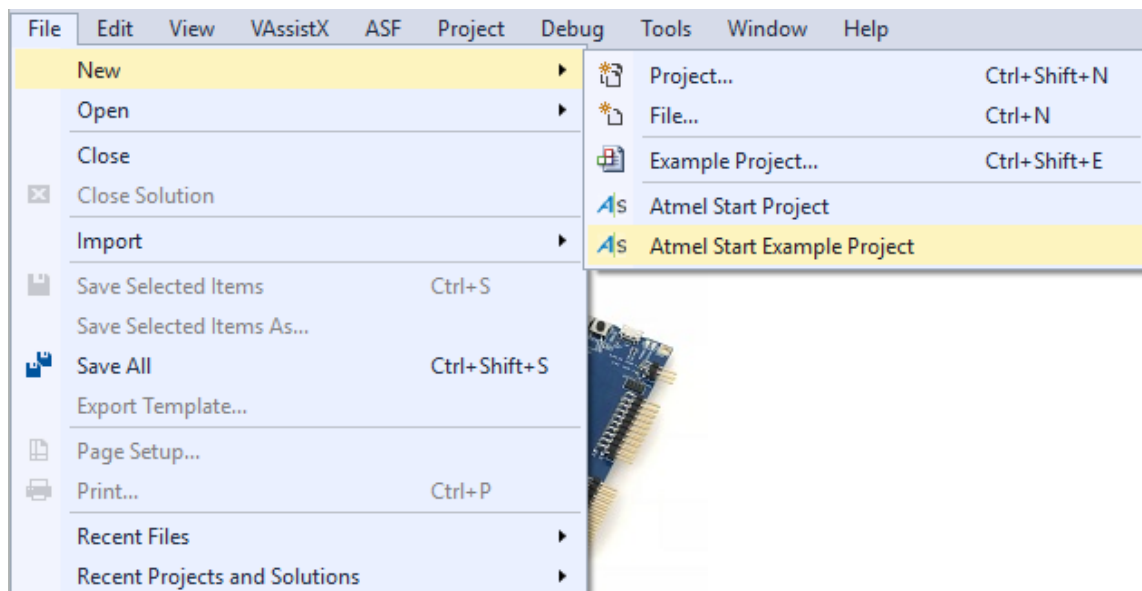 File Edit View VAssistX ASF Project Debug Tools Window Help
New
Open
Close
Close Solution
Import
Save Selected Items Ctrl+S
Save Selected Items As...
Save All Ctrl+Shift+S
Export Template...
Page Setup...
Print... Ctrl+P
Recent Files
Recent Projects and Solutions
Project... Ctrl+Shift+N
File... Ctrl+N
Example Project... Ctrl+Shift+E
Atmel Start Project
Atmel Start Example Project